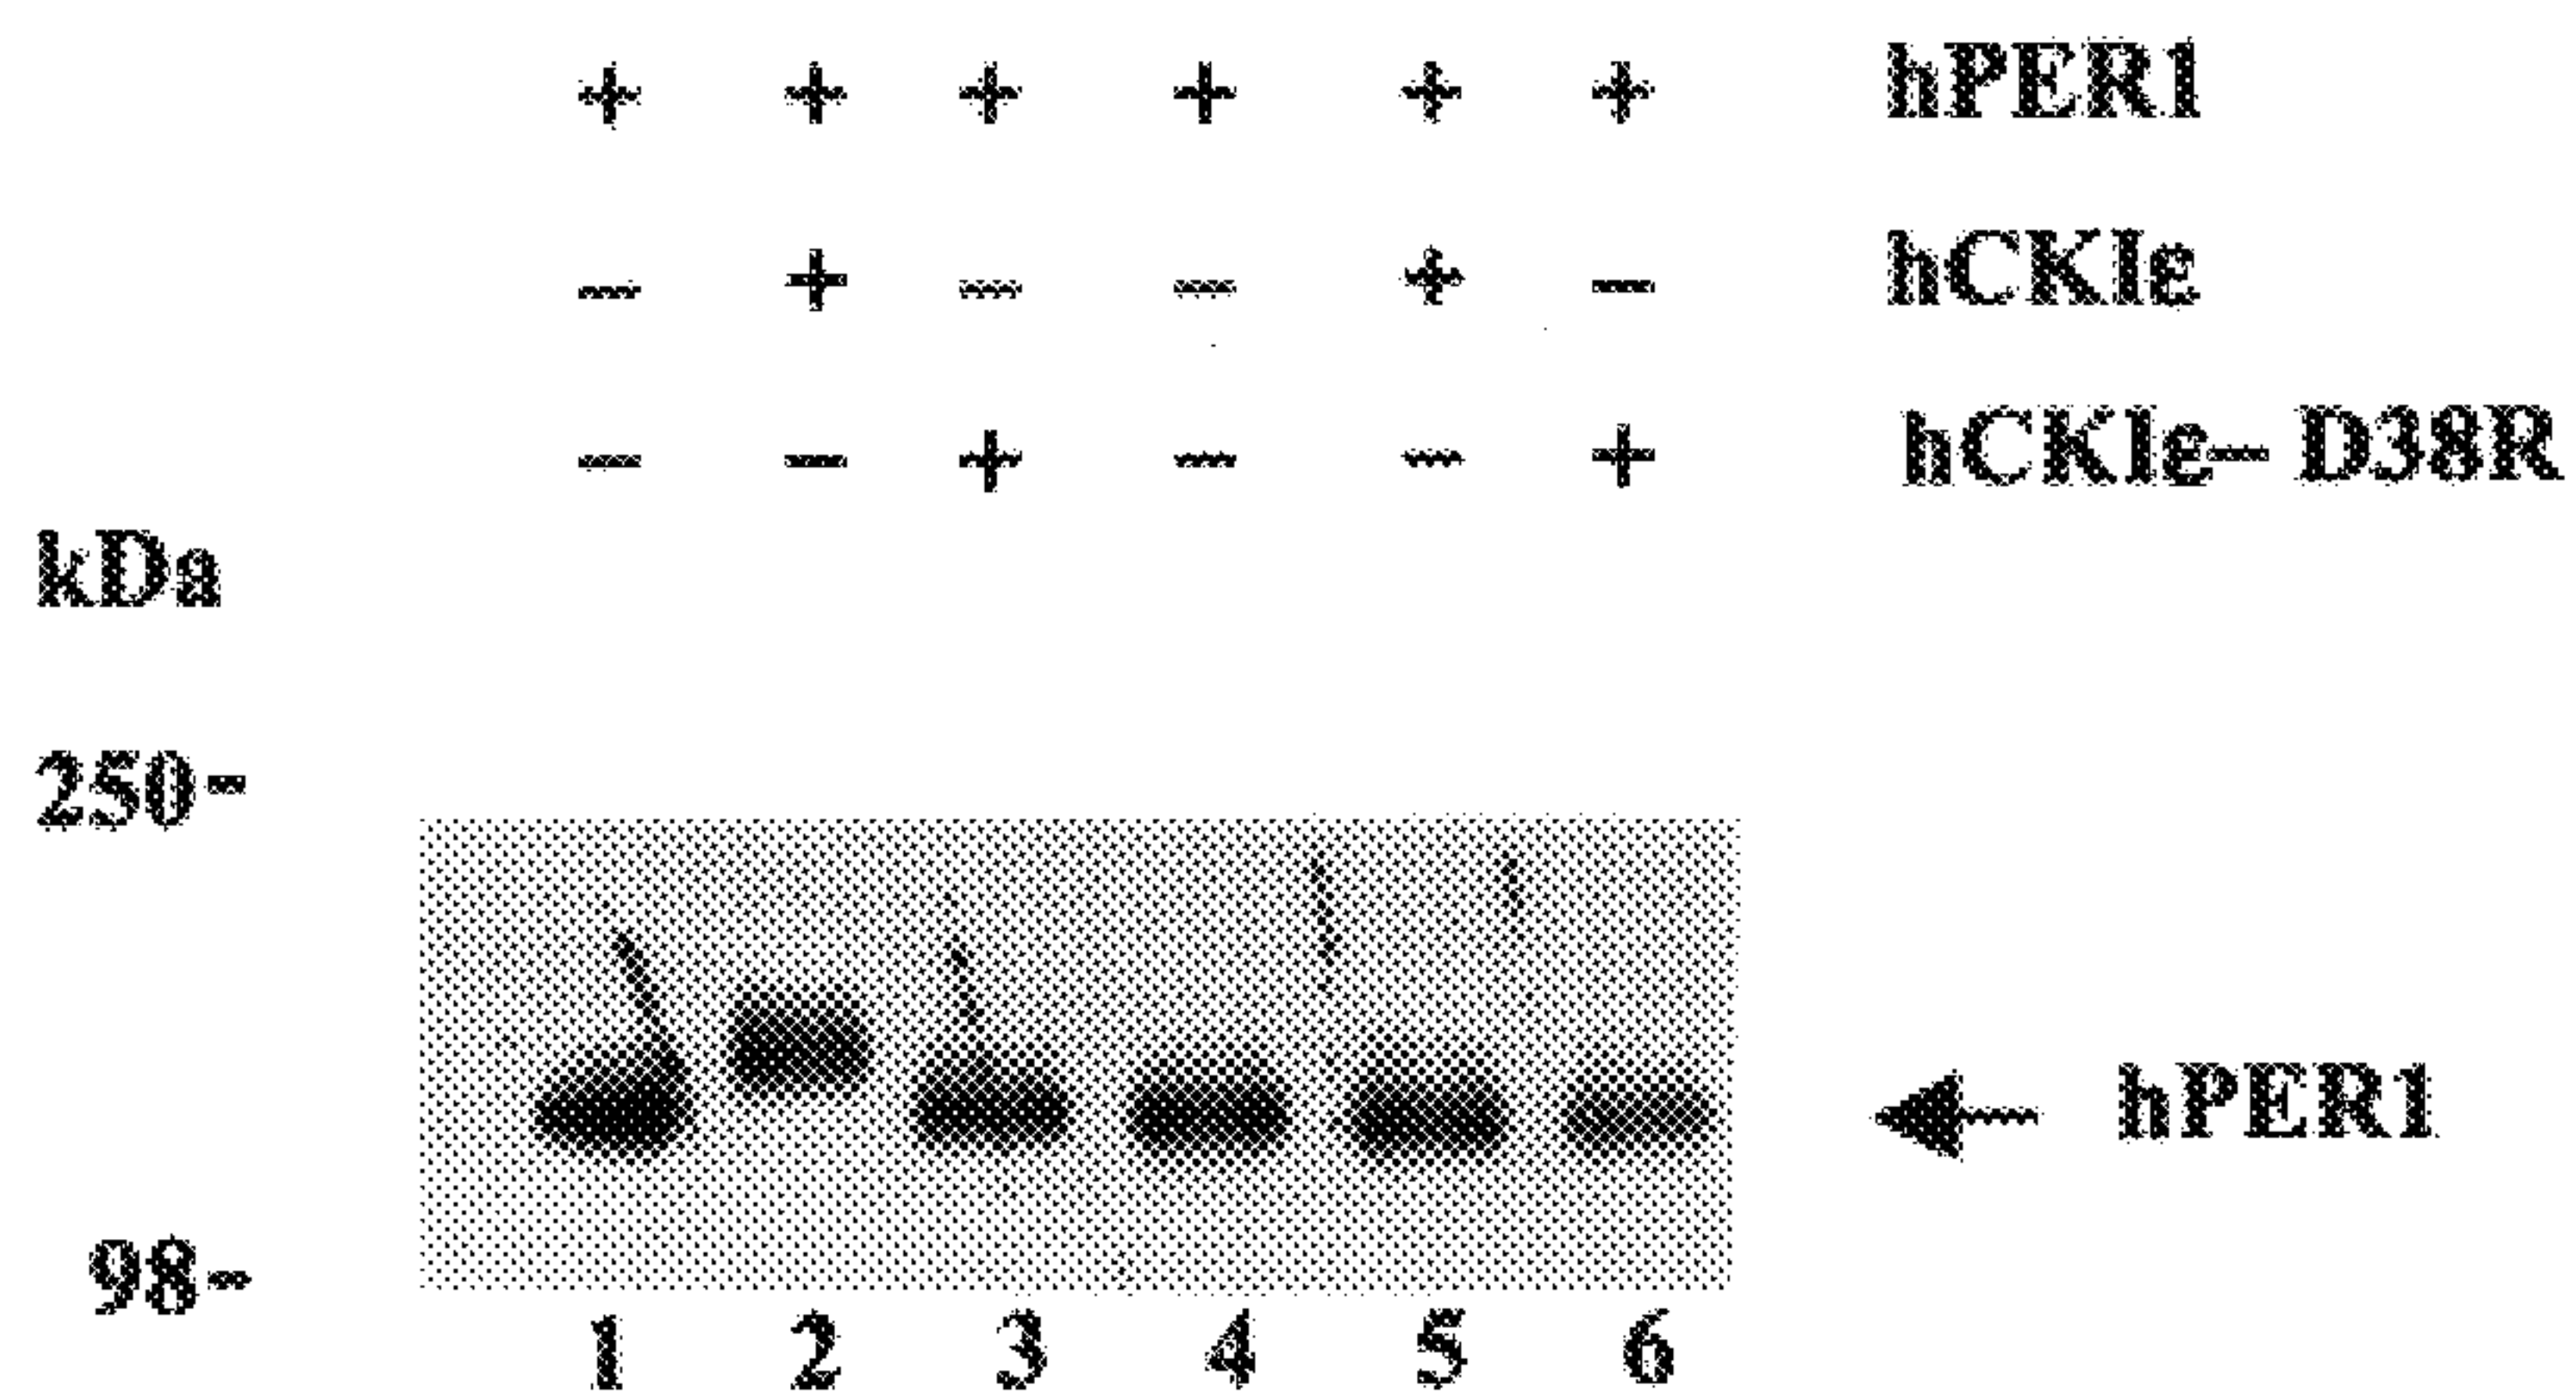 + + + + + + hPER1
– + – – + – hCKIe
– – + – – + hCKIe– D38R
kDa
250–
hPER1
98–
1 2 3 4 5 6